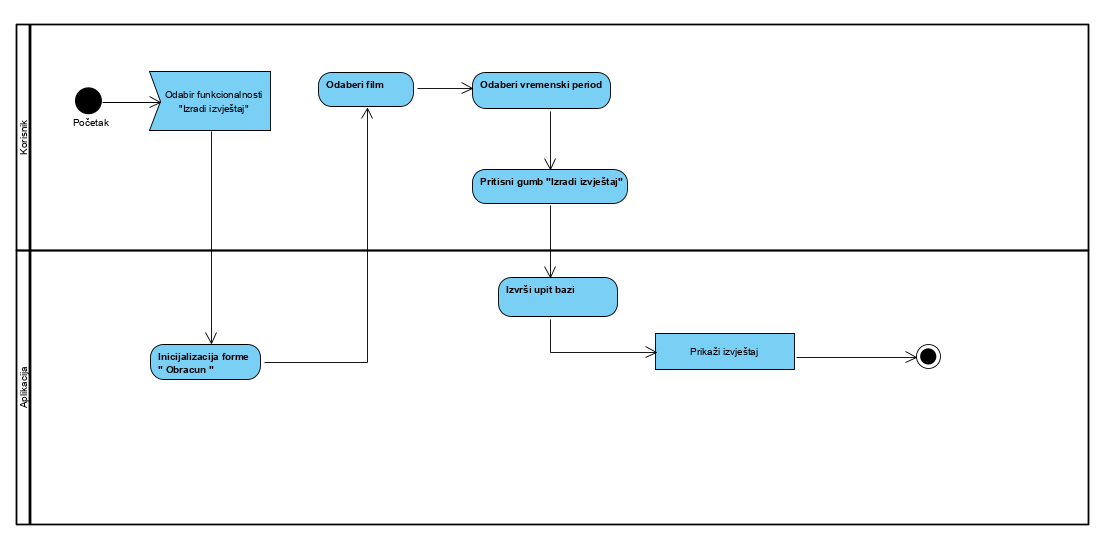 Korisnik
Početak
Odabir funkcionalnosti
"Izradi izvještaj"
Odaberi film
Odaberi vremenski period
Pritisni gumb "Izradi izvještaj"
Aplikacija
Inicijalizacija forme
" Obracun "
Izvrši upit bazi
Prikaži izvještaj